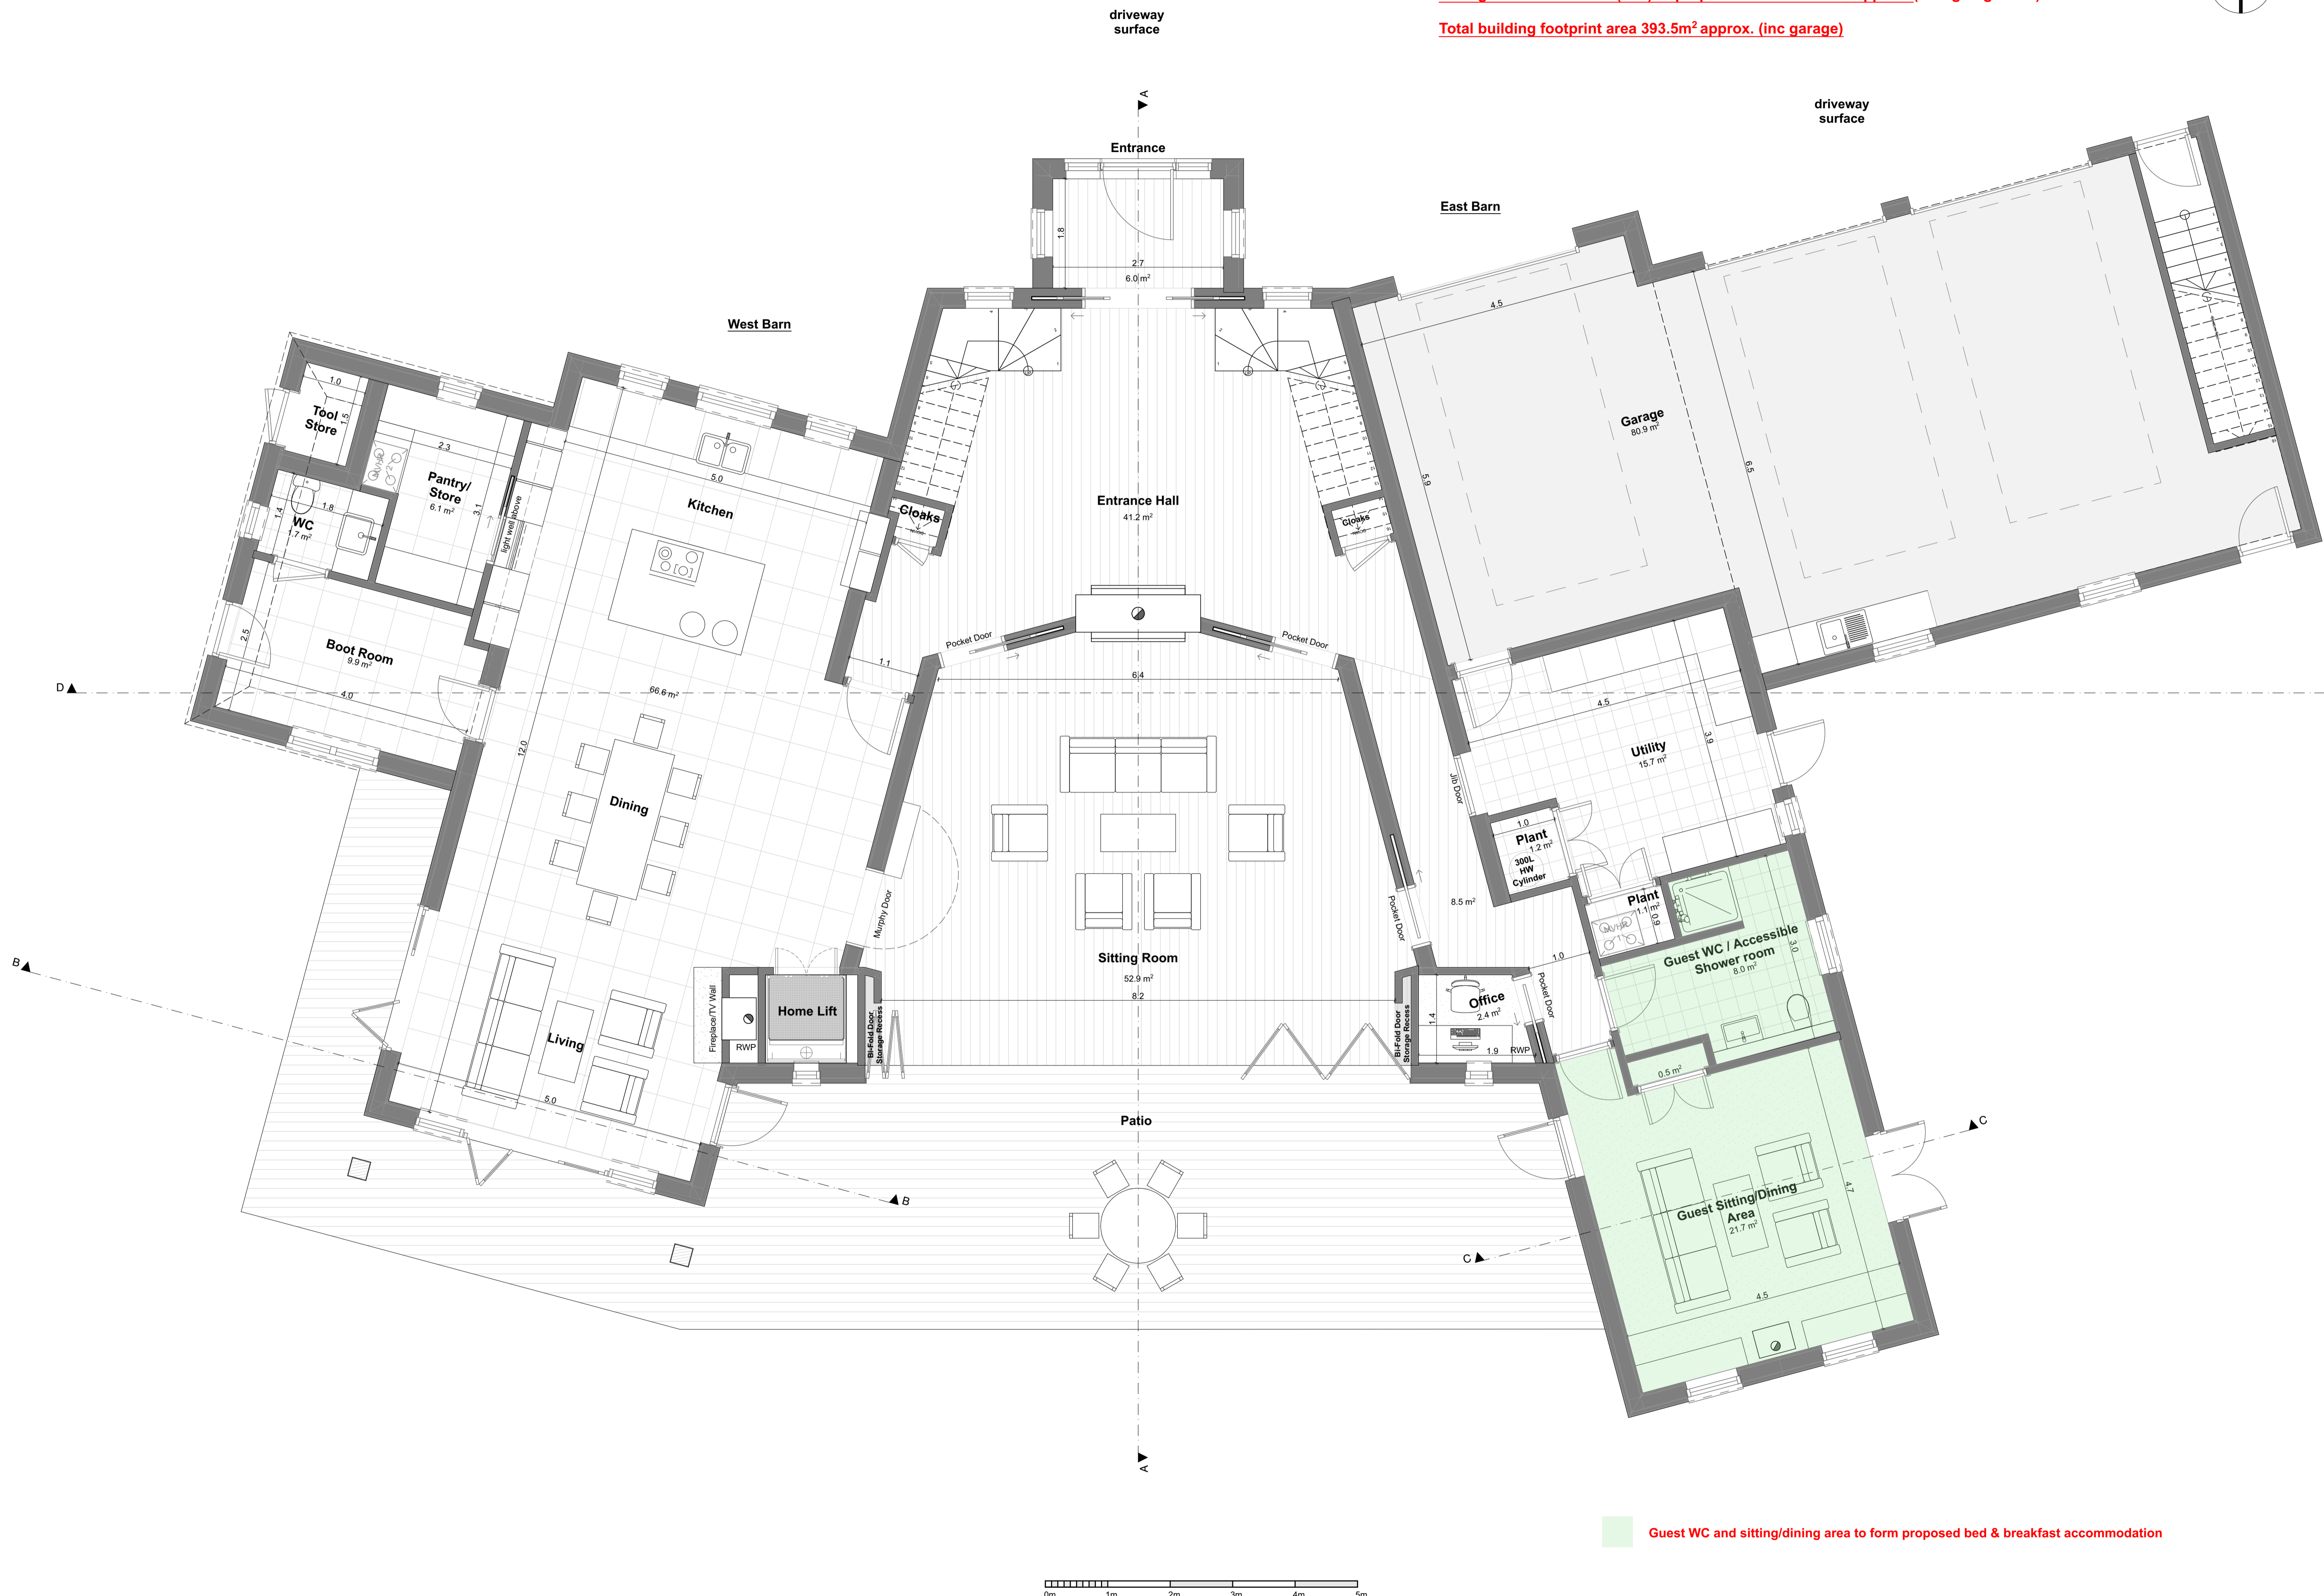 driveway
surface
Total building footprint area 393.5m² approx. (inc garage)
A
driveway
surface
Entrance
East Barn
1.8
2.7
6.0 m²
West Barn
4.5
1.0
Tool
Store
1.5
2.3
Pantry/
Store
6.1 m²
3.1
MVHR
2
light well above
5.0
Kitchen
Cloaks
Entrance Hall
41.2 m²
Cloaks
Garage
80.9 m²
5.9
6.5
1.4
1.8
WC
1.7 m²
Boot Room
9.9 m²
2.5
4.0
Pocket Door
Pocket Door
1.1
6.4
D
66.6 m²
12.0
4.5
3.9
Utility
15.7 m²
Jib Door
Dining
1.0
Plant
1.2 m²
300L
HW
Cylinder
Plant
1.1 m²
0.9
MVHR
1
Murphy Door
Pocket Door
8.5 m²
Guest WC / Accessible
Shower room
8.0 m²
3.0
B
Sitting Room
52.9 m²
8.2
1.0
Fireplace/TV Wall
RWP
Home Lift
Bi-Fold Door
Storage Recess
Bi-Fold Door
Storage Recess
Office
2.4 m²
1.4
1.9
RWP
Pocket Door
Living
5.0
0.5 m²
Patio
C
B
Guest Sitting/Dining
Area
21.7 m²
4.7
C
4.5
A
Guest WC and sitting/dining area to form proposed bed & breakfast accommodation
0m 1m 2m 3m 4m 5m